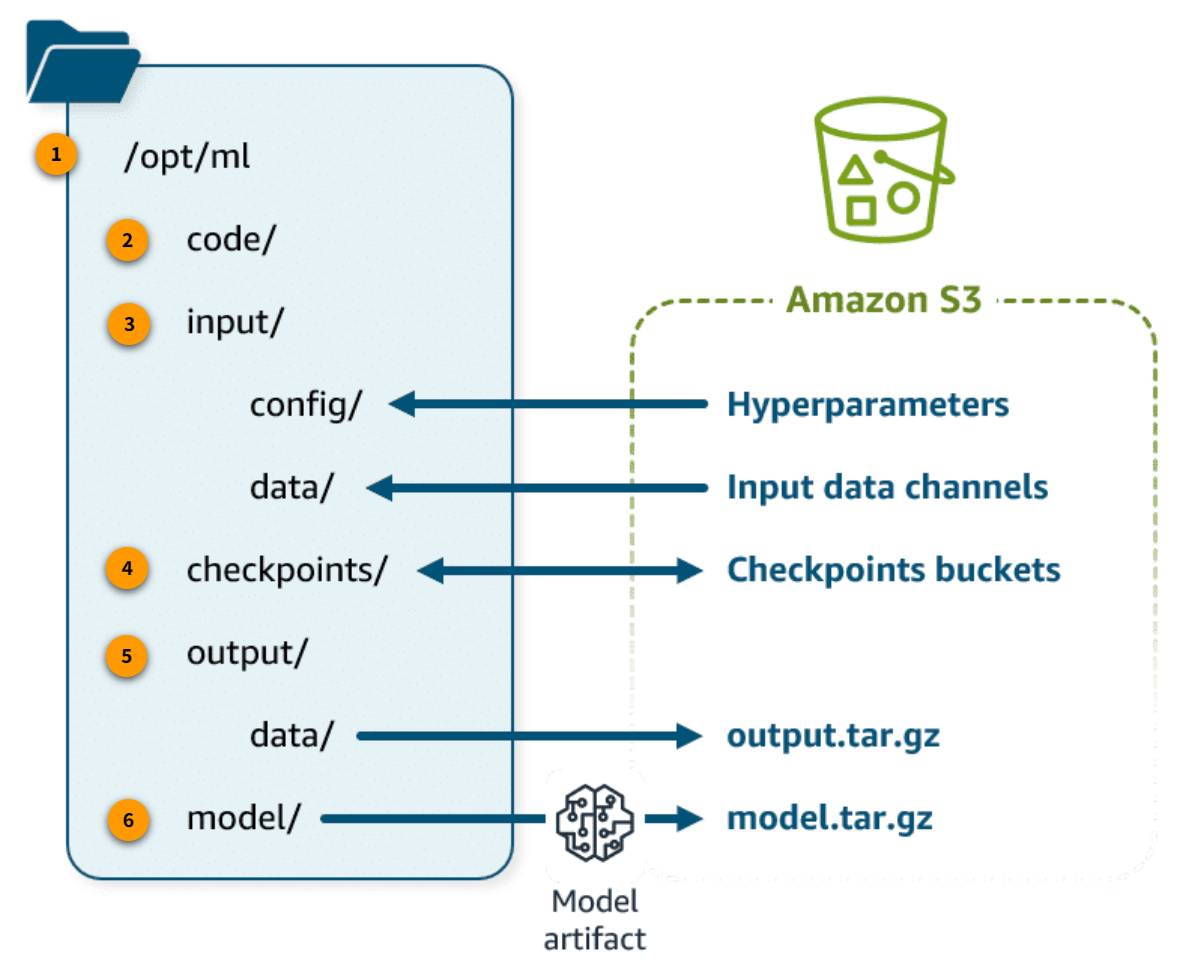 1 /opt/ml
2 code/
3 input/
Amazon S3
config/ Hyperparameters
data/ Input data channels
4 checkpoints/ Checkpoints buckets
5 output/
data/ output.tar.gz
6 model/ model.tar.gz
Model
artifact